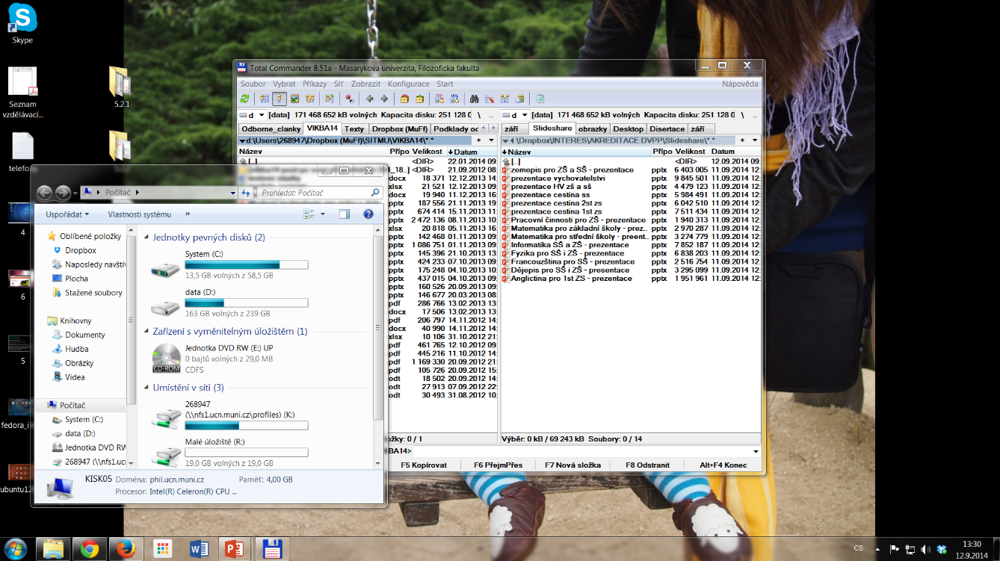 Skype
Seznam
vzdělávací...
5.2.1
4
6
5
Total Commander 8.51a - Masarykova univerzita, Filozoficka fakulta
Soubor Vybrat Příkazy Síť Zobrazit Konfigurace Start Nápověda
d [data] 171 468 652 kB volných Kapacita disku: 251 128 0 \ ..
Odborne_clanky VIKBA14 Texty Dropbox (MuFf) Podklady od
d:\Users\268947\Dropbox (MuFf)\SITMU\VIKBA14\*.*
Název Přípo Velikost Datum
[..] <DIR> 22.01.2014 09:
<DIR> 21.09.2012 08:
docx 18 371 12.12.2013 14:
xlsx 21 521 12.12.2013 09:
docx 19 940 11.12.2013 16:
pptx 187 556 21.11.2013 19:
pptx 674 414 15.11.2013 11:
pptx 2 472 136 08.11.2013 10:
xlsx 20 818 05.11.2013 16:
pptx 142 468 01.11.2013 09:
pptx 1 086 751 01.11.2013 09:
pptx 145 396 21.10.2013 13:
pptx 424 233 07.10.2013 09:
pptx 175 248 04.10.2013 10:
pptx 437 015 04.10.2013 09:
pptx 160 526 20.09.2013 09:
pptx 146 677 20.03.2013 08:
pdf 286 766 13.02.2013 13:
docx 17 506 13.02.2013 13:
pdf 206 797 14.11.2012 14:
docx 40 990 14.11.2012 14:
xlsx 10 106 31.10.2012 21:
pdf 461 765 12.10.2012 09:
pdf 445 216 11.10.2012 14:
pdf 1 169 330 20.09.2012 21:
pdf 105 726 20.09.2012 15:
odt 18 502 20.09.2012 14:
odt 27 913 07.09.2012 22:
odt 30 493 31.08.2012 10:
d [data] 171 468 652 kB volných Kapacita disku: 251 128 0 \ ..
září Slideshare obrazky Desktop Disertace září
\Dropbox\INTERES\AKREDITACE DVPP\Slideshare\*.*
Název Přípo Velikost Datum
[..] <DIR> 12.09.2014 09:
zemepis pro ZŠ a SŠ - prezentace pptx 6 403 005 11.09.2014 12:
prezentace vychovatelství pptx 9 845 501 11.09.2014 12:
prezentace HV zš a sš pptx 4 479 123 11.09.2014 12:
prezentace cestina ss pptx 5 984 491 11.09.2014 12:
prezentace cestina 2st zs pptx 6 042 510 11.09.2014 12:
prezentace cestina 1st zs pptx 7 511 434 11.09.2014 12:
Pracovní činnosti pro ZŠ - prezentace pptx 1 940 313 11.09.2014 12:
Matematika pro základní školy - prez... pptx 2 970 287 11.09.2014 12:
Matematika pro střední školy - preent... pptx 3 274 779 11.09.2014 12:
Informatika SŠ a ZŠ - prezentace pptx 7 852 187 11.09.2014 12:
Fyzika pro SŠ i ZŠ - prezentace pptx 6 838 203 11.09.2014 12:
Francouzština pro SŠ - prezentace pptx 2 516 754 11.09.2014 12:
Dějepis pro SŠ i ZŠ - presentace pptx 3 295 099 11.09.2014 12:
Anglictina pro 1st ZS - prezentace pptx 1 951 961 11.09.2014 12:
0 / 1
Výběr: 0 kB / 69 243 kB Soubory: 0 / 14
BA14>
F5 Kopírovat F6 PřejmPřes F7 Nová složka F8 Odstranit Alt+F4 Konec
Počítač
Prohledat: Počítač
Uspořádat Vlastnosti systému »
Oblíbené položky
Dropbox
Naposledy navští
Plocha
Stažené soubory
Knihovny
Dokumenty
Hudba
Obrázky
Videa
Počítač
System (C:)
data (D:)
Jednotka DVD RW
268947 (\\nfs1.uc
Jednotky pevných disků (2)
System (C:)
13,5 GB volných z 58,5 GB
data (D:)
163 GB volných z 239 GB
Zařízení s vyměnitelným úložištěm (1)
Jednotka DVD RW (E:) UP
0 bajtů volných z 29,0 MB
CD-ROM
CDFS
Umístění v síti (3)
268947
(\\nfs1.ucn.muni.cz\profiles) (K:)
Malé úložiště (R:)
19,0 GB volných z 19,0 GB
KISK05 Doména: phil.ucn.muni.cz Paměť: 4,00 GB
Procesor: Intel(R) Celeron(R) CPU ...
CS
13:30
12.9.2014